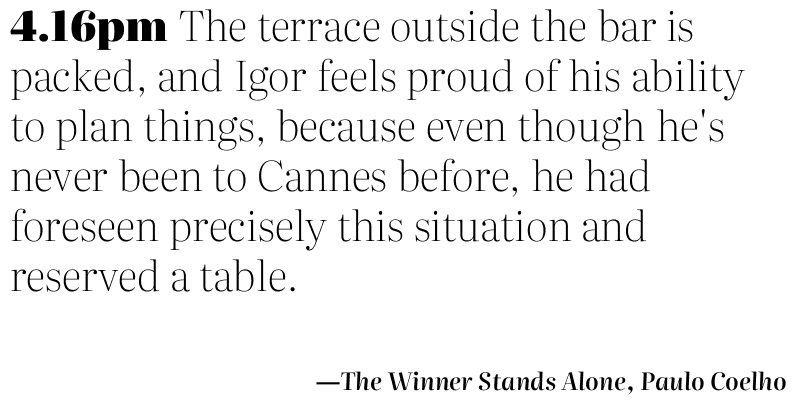 4.16pm The terrace outside the bar is
packed, and Igor feels proud of his ability
to plan things, because even though he's
never been to Cannes before, he had
foreseen precisely this situation and
reserved a table.
—The Winner Stands Alone, Paulo Coelho